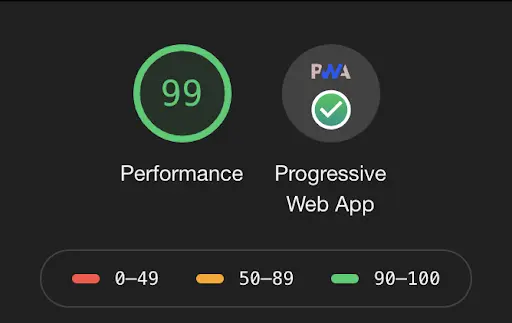 99
PWA
Performance
Progressive
Web App
0–49
50–89
90–100